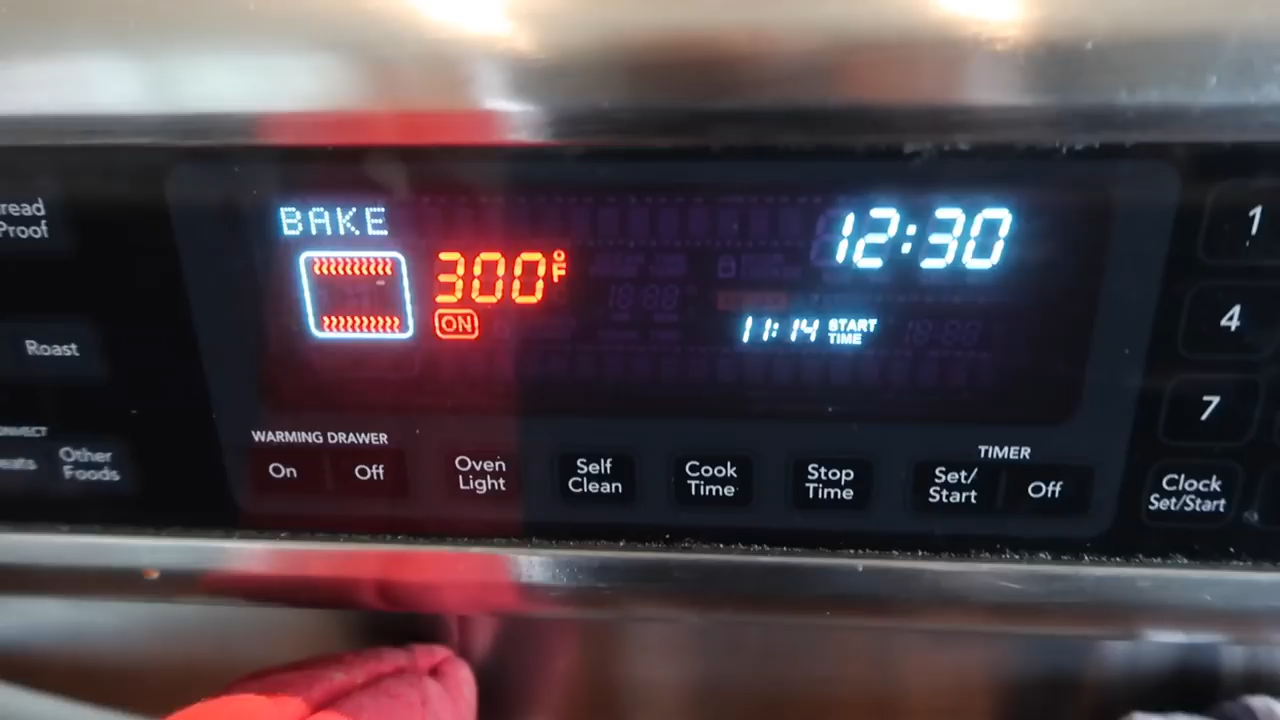 BAKE
12:30
300°F
ON
11:14 START TIME
Proof
Roast
Other
Foods
WARMING DRAWER
On Off
Oven
Light
Self
Clean
Cook
Time
Stop
Time
TIMER
Set/
Start
Off
1
4
7
Clock
Set/Start